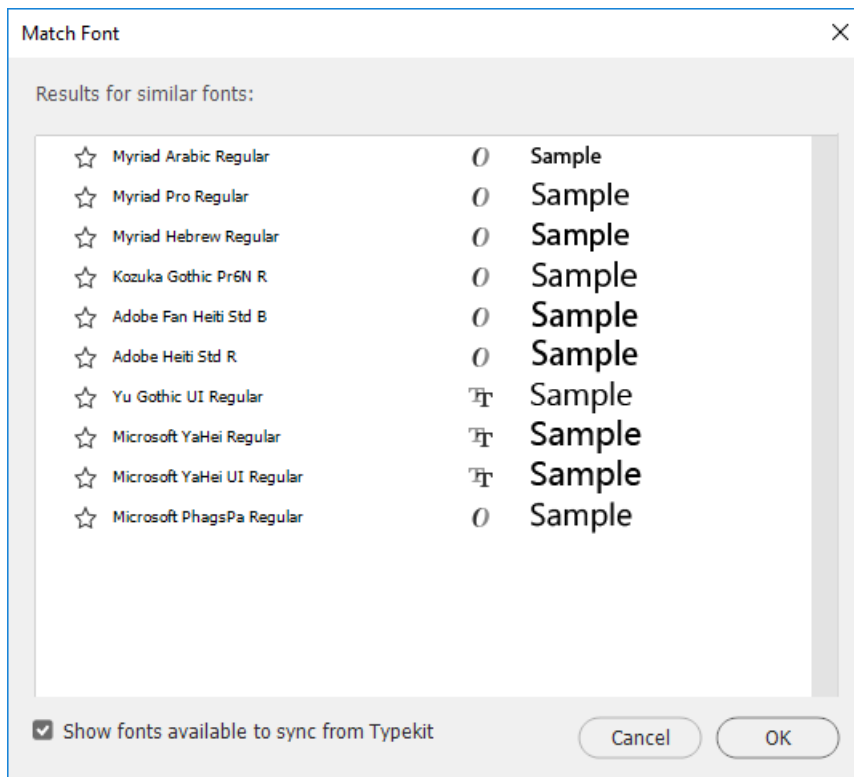 Match Font
Results for similar fonts:
Myriad Arabic Regular O Sample
Myriad Pro Regular O Sample
Myriad Hebrew Regular O Sample
Kozuka Gothic Pr6N R O Sample
Adobe Fan Heiti Std B O Sample
Adobe Heiti Std R O Sample
Yu Gothic UI Regular TT Sample
Microsoft YaHei Regular TT Sample
Microsoft YaHei UI Regular TT Sample
Microsoft PhagsPa Regular O Sample
Show fonts available to sync from Typekit Cancel OK